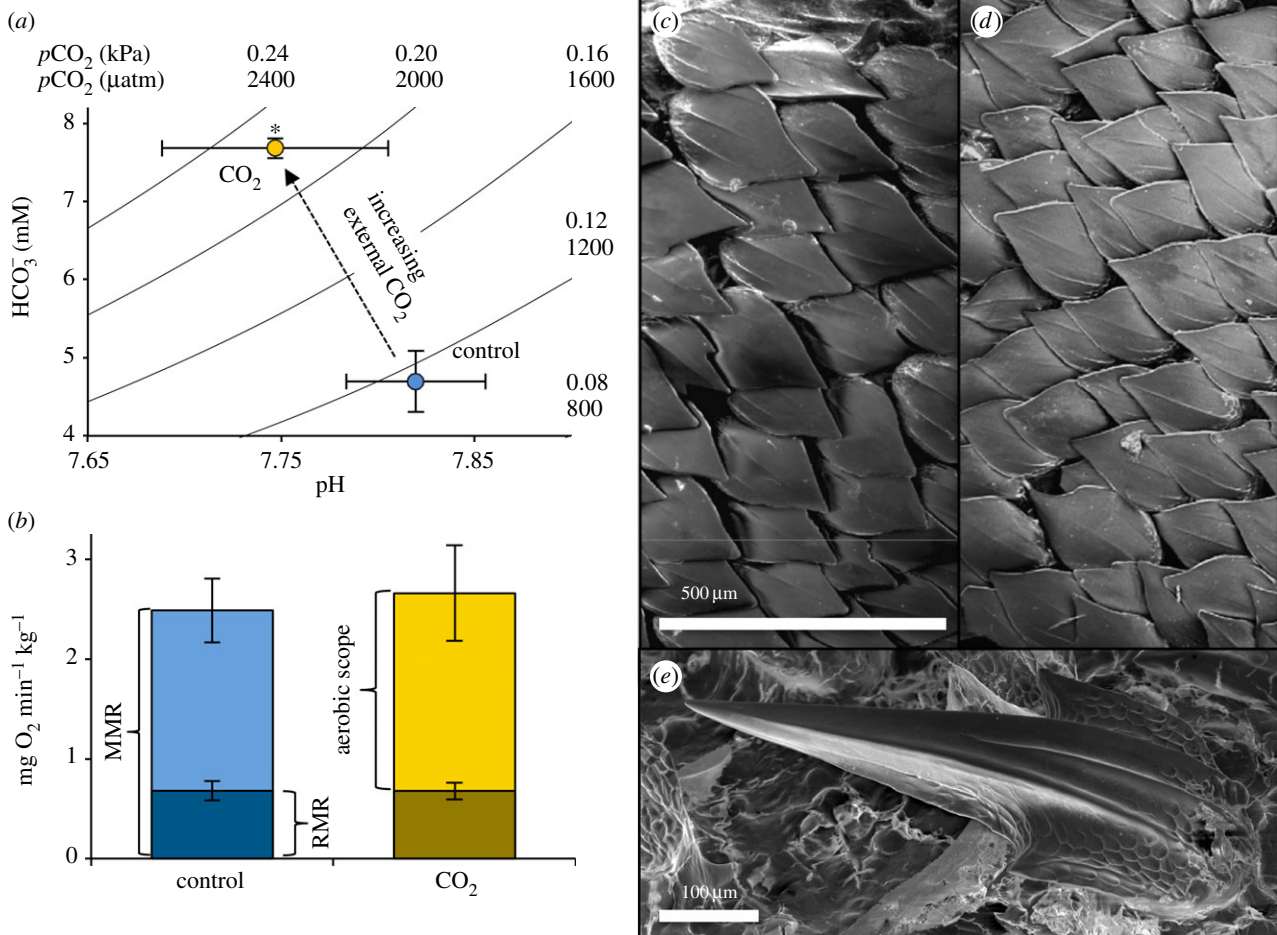 (a)
pCO₂ (kPa) 0.24 0.20 0.16
pCO₂ (µatm) 2400 2000 1600
8
7
6
5
4
HCO₃⁻ (mM)
*
CO₂
increasing
external CO₂
control
0.12
1200
0.08
800
7.65 7.75 7.85
pH
(b)
3
2
1
0
mg O₂ min⁻¹ kg⁻¹
MMR
RMR
aerobic scope
control CO₂
(c)
500 µm
(d)
(e)
100 µm